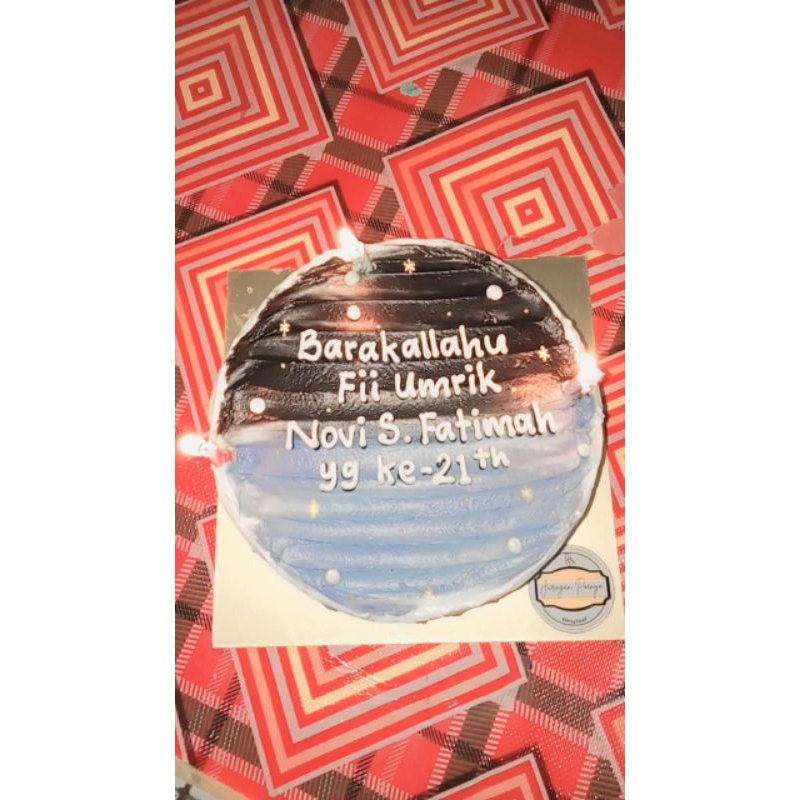 Barakallahu
Fii Umrik
Novi S. Fatimah
yg ke-21th